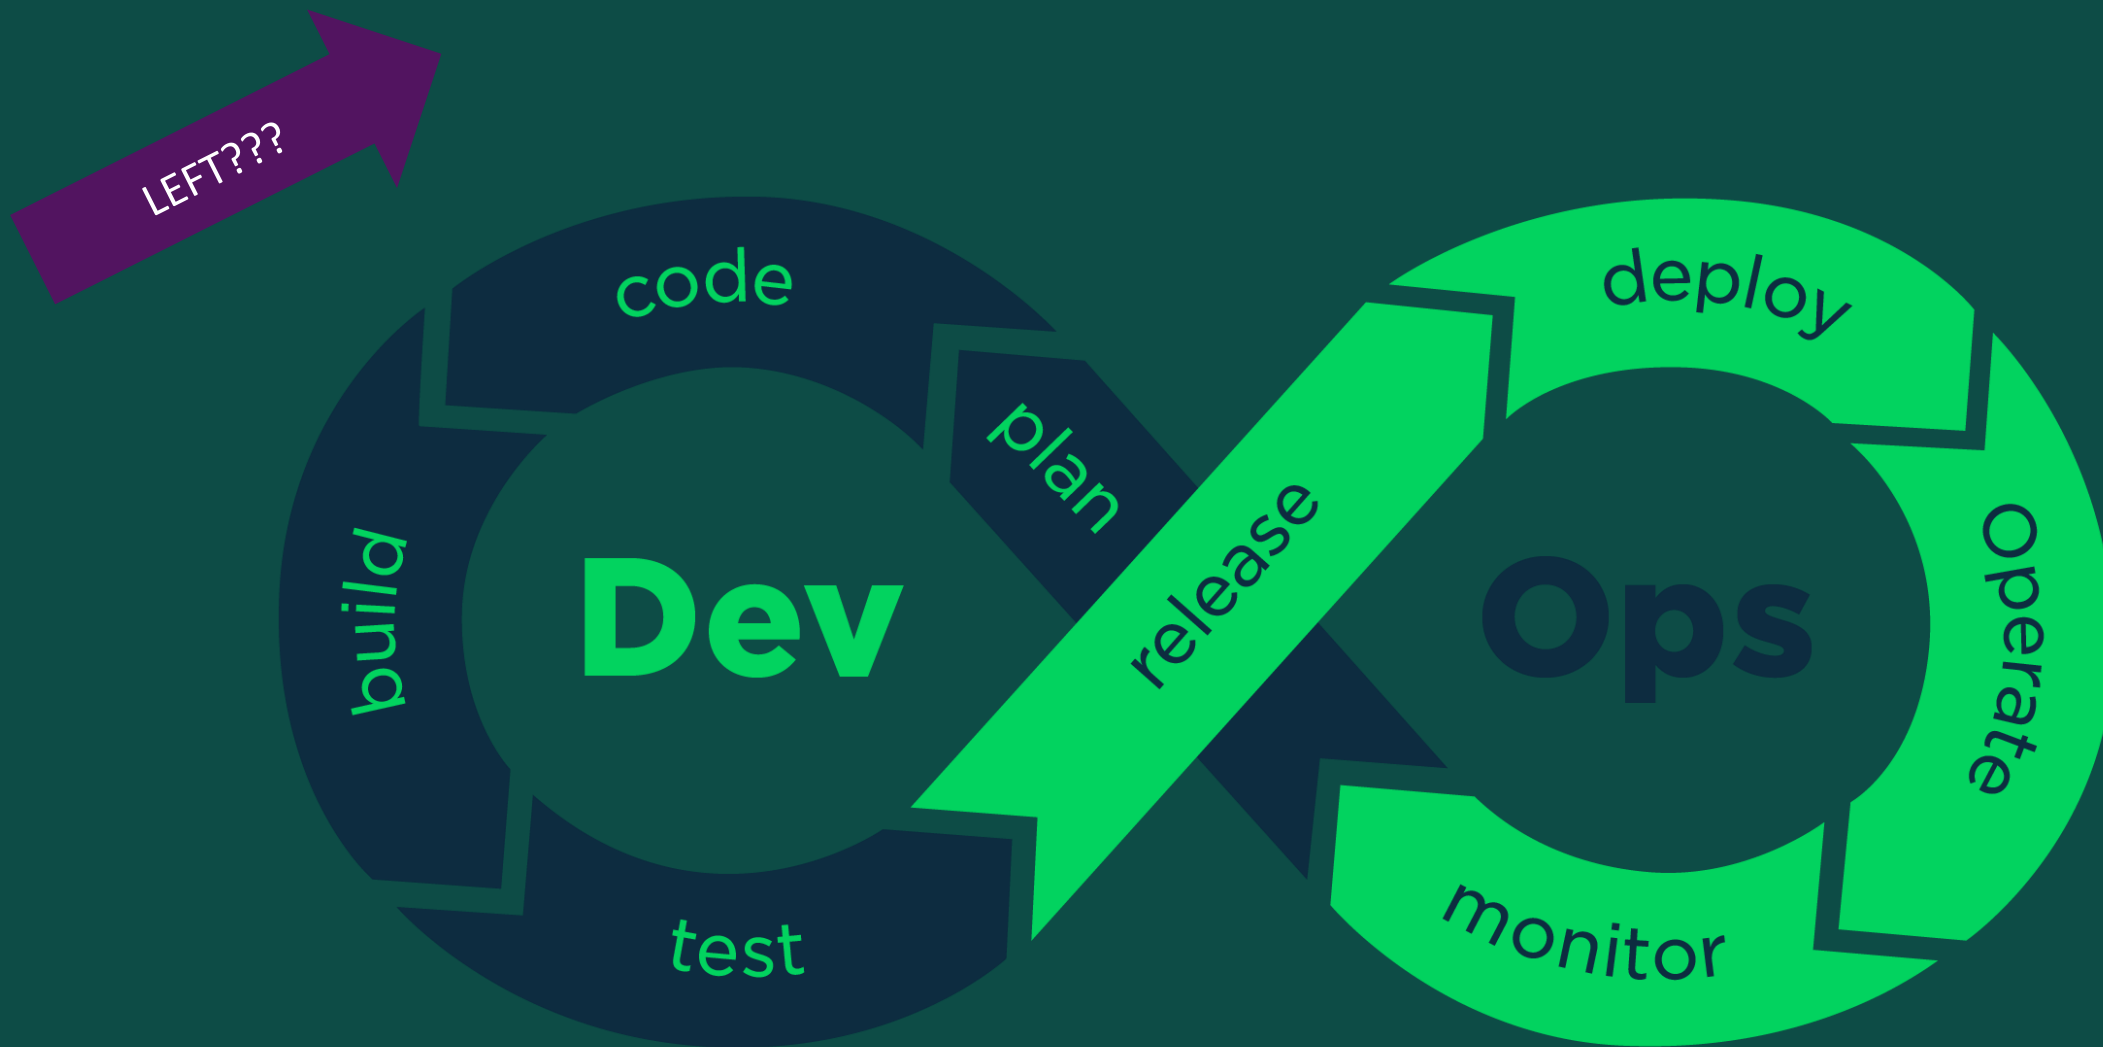 LEFT???
code
plan
build
Dev
test
release
deploy
Ops
Operate
monitor